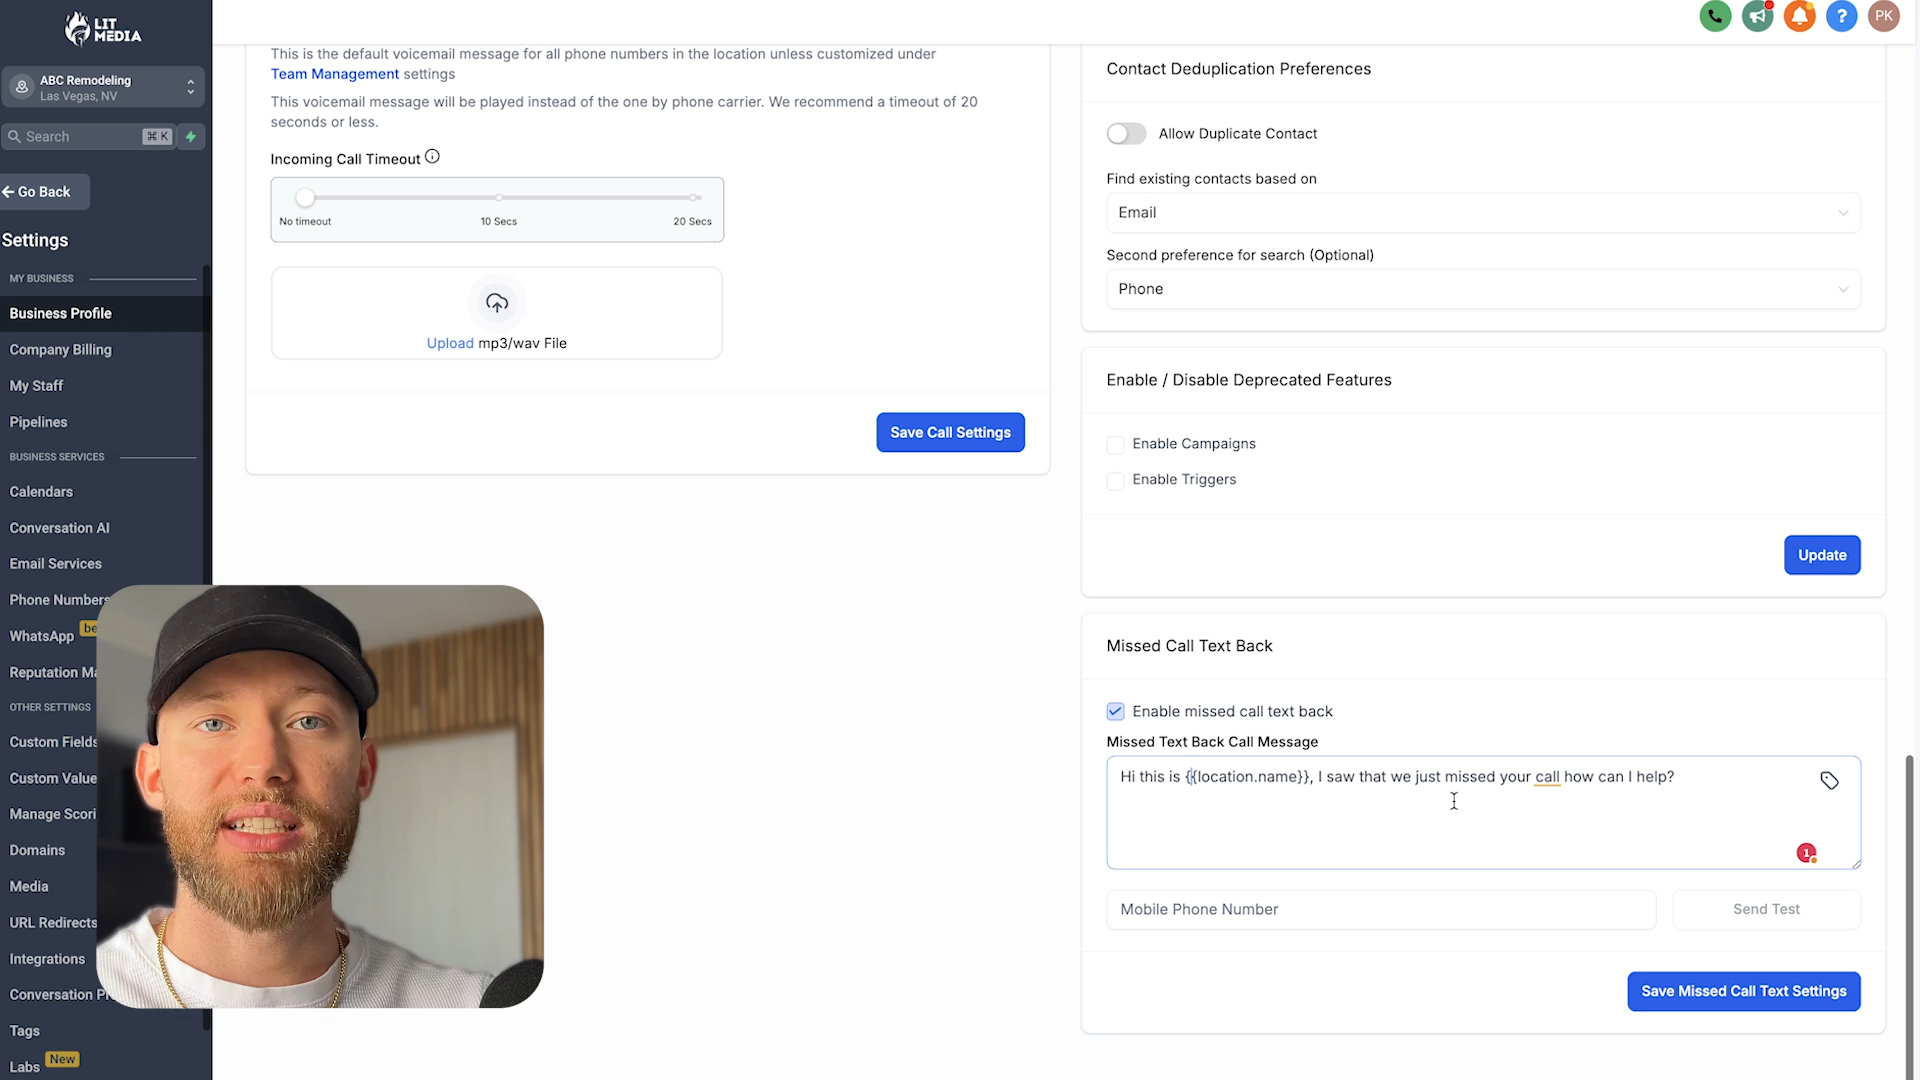 LIT
MEDIA
ABC Remodeling
Las Vegas, NV
Search
⌘ K
Go Back
Settings
MY BUSINESS
Business Profile
Company Billing
My Staff
Pipelines
BUSINESS SERVICES
Calendars
Conversation AI
Email Services
Phone Numbers
WhatsApp
be
Reputation Ma
OTHER SETTINGS
Custom Fields
Custom Value
Manage Scori
Domains
Media
URL Redirects
Integrations
Conversation P
Tags
Labs New
This is the default voicemail message for all phone numbers in the location unless customized under
Team Management settings
This voicemail message will be played instead of the one by phone carrier. We recommend a timeout of 20
seconds or less.
Incoming Call Timeout
No timeout
10 Secs
20 Secs
Upload mp3/wav File
Save Call Settings
?
PK
Contact Deduplication Preferences
Allow Duplicate Contact
Find existing contacts based on
Email
Second preference for search (Optional)
Phone
Enable / Disable Deprecated Features
Enable Campaigns
Enable Triggers
Update
Missed Call Text Back
Enable missed call text back
Missed Text Back Call Message
Hi this is {{location.name}}, I saw that we just missed your call how can I help?
1
Mobile Phone Number
Send Test
Save Missed Call Text Settings